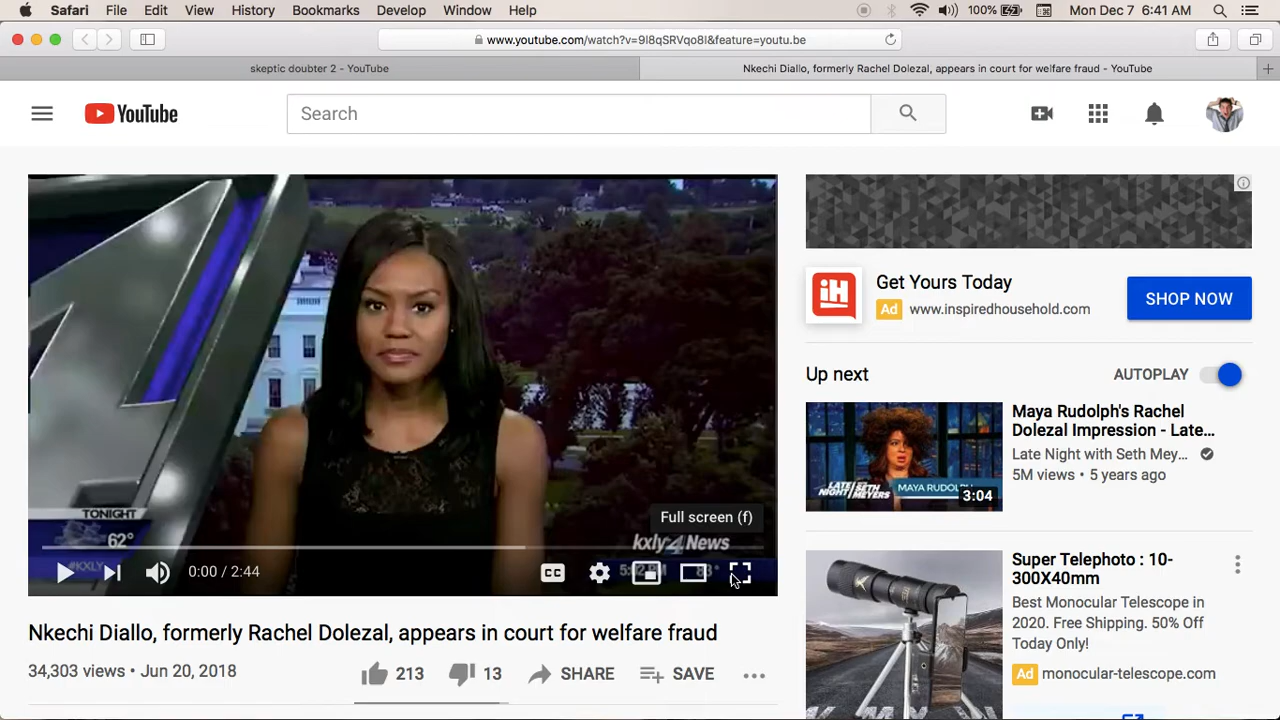 Safari File Edit View History Bookmarks Develop Window Help 100% Mon Dec 7 6:41 AM
www.youtube.com/watch?v=9l8qSRVqo8I&feature=youtu.be
skeptic doubter 2 - YouTube
Nkechi Diallo, formerly Rachel Dolezal, appears in court for welfare fraud - YouTube
YouTube
Search
TONIGHT
62°
#KXLY
Full screen (f)
kxly4 News
83°
0:00 / 2:44
CC
Nkechi Diallo, formerly Rachel Dolezal, appears in court for welfare fraud
34,303 views • Jun 20, 2018
213
13
SHARE
SAVE
iH
Get Yours Today
Ad www.inspiredhousehold.com
SHOP NOW
Up next
AUTOPLAY
LATE NIGHT SETH MEYERS
MAYA RUDOLPH
3:04
Maya Rudolph's Rachel
Dolezal Impression - Late...
Late Night with Seth Mey...
5M views • 5 years ago
Super Telephoto : 10-
300X40mm
Best Monocular Telescope in
2020. Free Shipping. 50% Off
Today Only!
Ad monocular-telescope.com